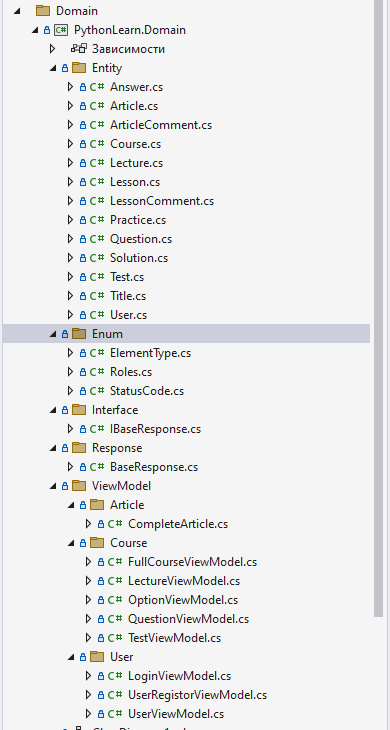 Domain
C# PythonLearn.Domain
Зависимости
Entity
C# Answer.cs
C# Article.cs
C# ArticleComment.cs
C# Course.cs
C# Lecture.cs
C# Lesson.cs
C# LessonComment.cs
C# Practice.cs
C# Question.cs
C# Solution.cs
C# Test.cs
C# Title.cs
C# User.cs
Enum
C# ElementType.cs
C# Roles.cs
C# StatusCode.cs
Interface
C# IBaseResponse.cs
Response
C# BaseResponse.cs
ViewModel
Article
C# CompleteArticle.cs
Course
C# FullCourseViewModel.cs
C# LectureViewModel.cs
C# OptionViewModel.cs
C# QuestionViewModel.cs
C# TestViewModel.cs
User
C# LoginViewModel.cs
C# UserRegistorViewModel.cs
C# UserViewModel.cs